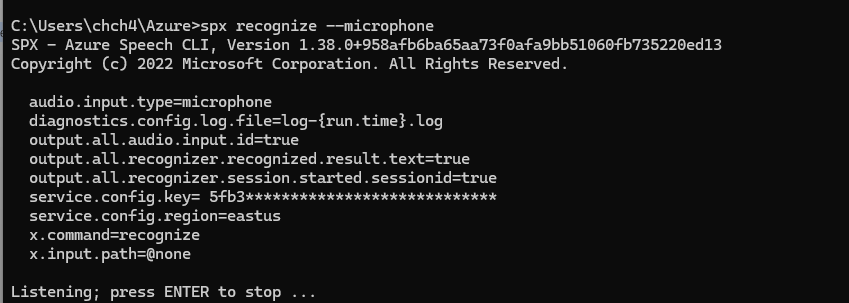 C:\Users\chch4\Azure>spx recognize --microphone
SPX - Azure Speech CLI, Version 1.38.0+958afb6ba65aa73f0afa9bb51060fb735220ed13
Copyright (c) 2022 Microsoft Corporation. All Rights Reserved.
audio.input.type=microphone
diagnostics.config.log.file=log-{run.time}.log
output.all.audio.input.id=true
output.all.recognizer.recognized.result.text=true
output.all.recognizer.session.started.sessionid=true
service.config.key= 5fb3****************************
service.config.region=eastus
x.command=recognize
x.input.path=@none
Listening; press ENTER to stop ...